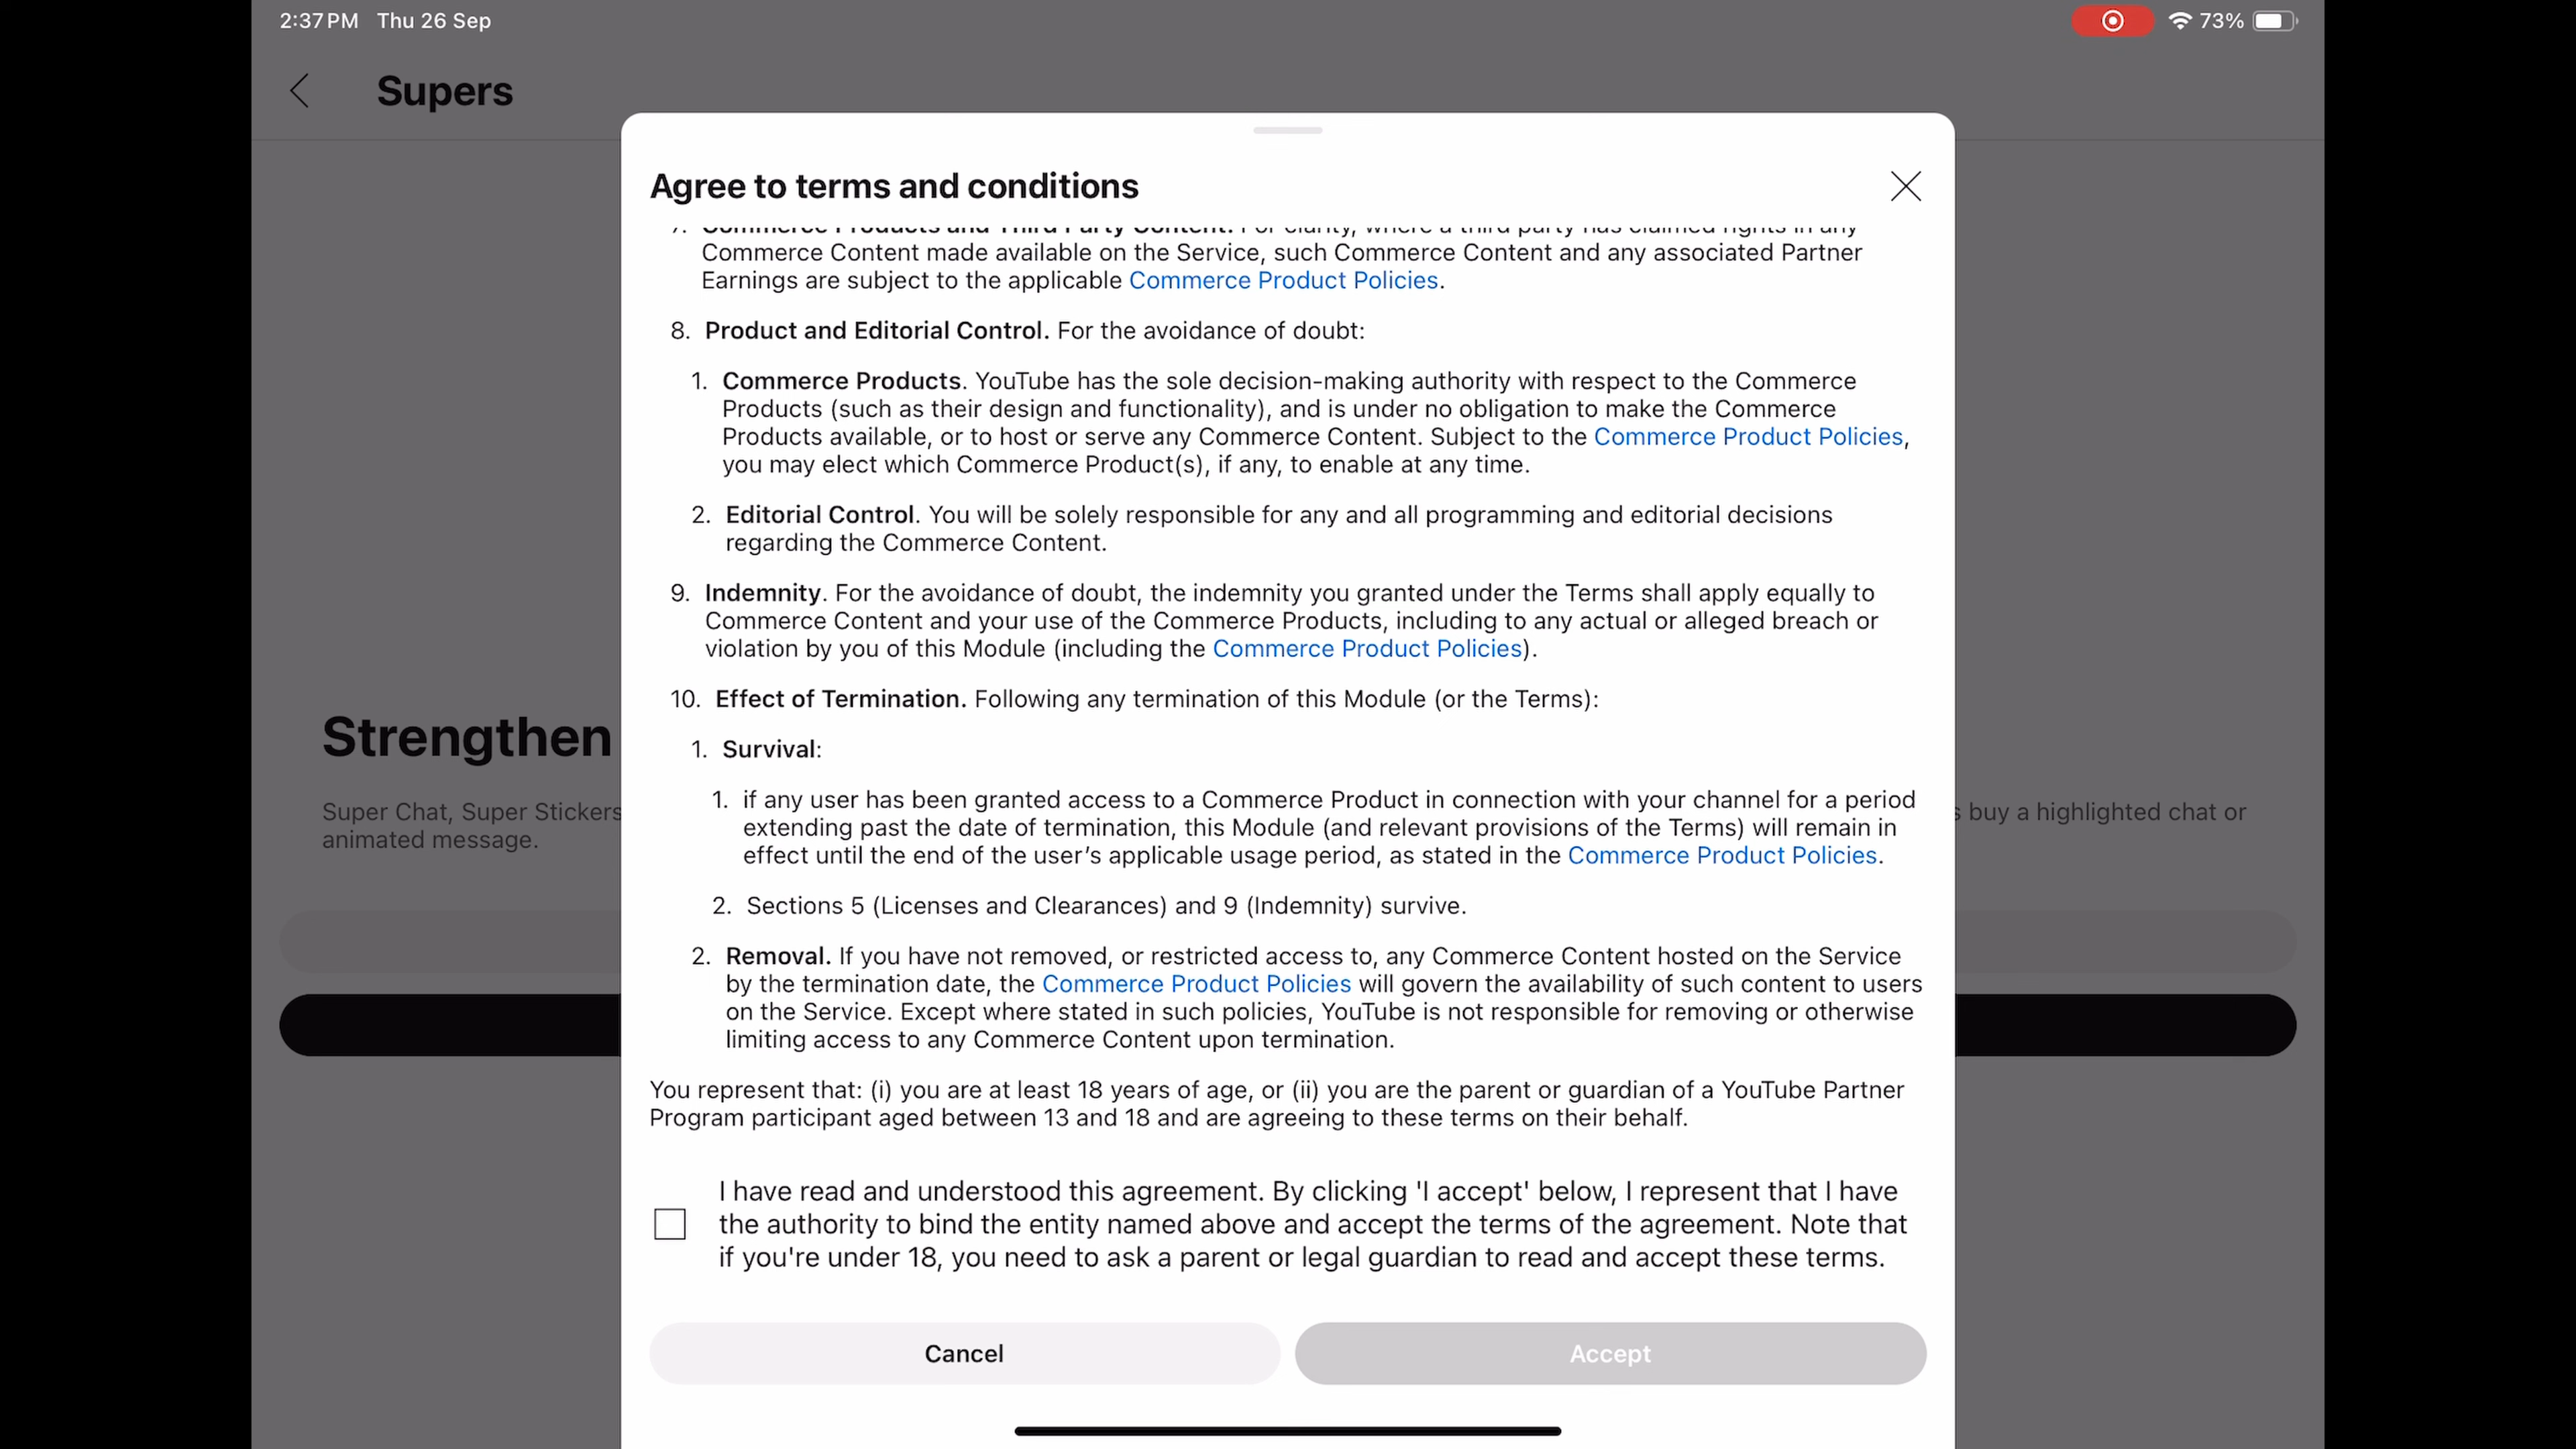 2:37 PM Thu 26 Sep
73%
Supers
Agree to terms and conditions
7. Commerce Products and Third Party Content. For clarity, where a third party has claimed rights in any
Commerce Content made available on the Service, such Commerce Content and any associated Partner
Earnings are subject to the applicable Commerce Product Policies.
8. Product and Editorial Control. For the avoidance of doubt:
1. Commerce Products. YouTube has the sole decision-making authority with respect to the Commerce
Products (such as their design and functionality), and is under no obligation to make the Commerce
Products available, or to host or serve any Commerce Content. Subject to the Commerce Product Policies,
you may elect which Commerce Product(s), if any, to enable at any time.
2. Editorial Control. You will be solely responsible for any and all programming and editorial decisions
regarding the Commerce Content.
9. Indemnity. For the avoidance of doubt, the indemnity you granted under the Terms shall apply equally to
Commerce Content and your use of the Commerce Products, including to any actual or alleged breach or
violation by you of this Module (including the Commerce Product Policies).
10. Effect of Termination. Following any termination of this Module (or the Terms):
1. Survival:
1. if any user has been granted access to a Commerce Product in connection with your channel for a period
extending past the date of termination, this Module (and relevant provisions of the Terms) will remain in
effect until the end of the user's applicable usage period, as stated in the Commerce Product Policies.
2. Sections 5 (Licenses and Clearances) and 9 (Indemnity) survive.
2. Removal. If you have not removed, or restricted access to, any Commerce Content hosted on the Service
by the termination date, the Commerce Product Policies will govern the availability of such content to users
on the Service. Except where stated in such policies, YouTube is not responsible for removing or otherwise
limiting access to any Commerce Content upon termination.
You represent that: (i) you are at least 18 years of age, or (ii) you are the parent or guardian of a YouTube Partner
Program participant aged between 13 and 18 and are agreeing to these terms on their behalf.
I have read and understood this agreement. By clicking 'I accept' below, I represent that I have
the authority to bind the entity named above and accept the terms of the agreement. Note that
if you're under 18, you need to ask a parent or legal guardian to read and accept these terms.
Cancel
Accept
Strengthen
Super Chat, Super Stickers
s buy a highlighted chat or
animated message.